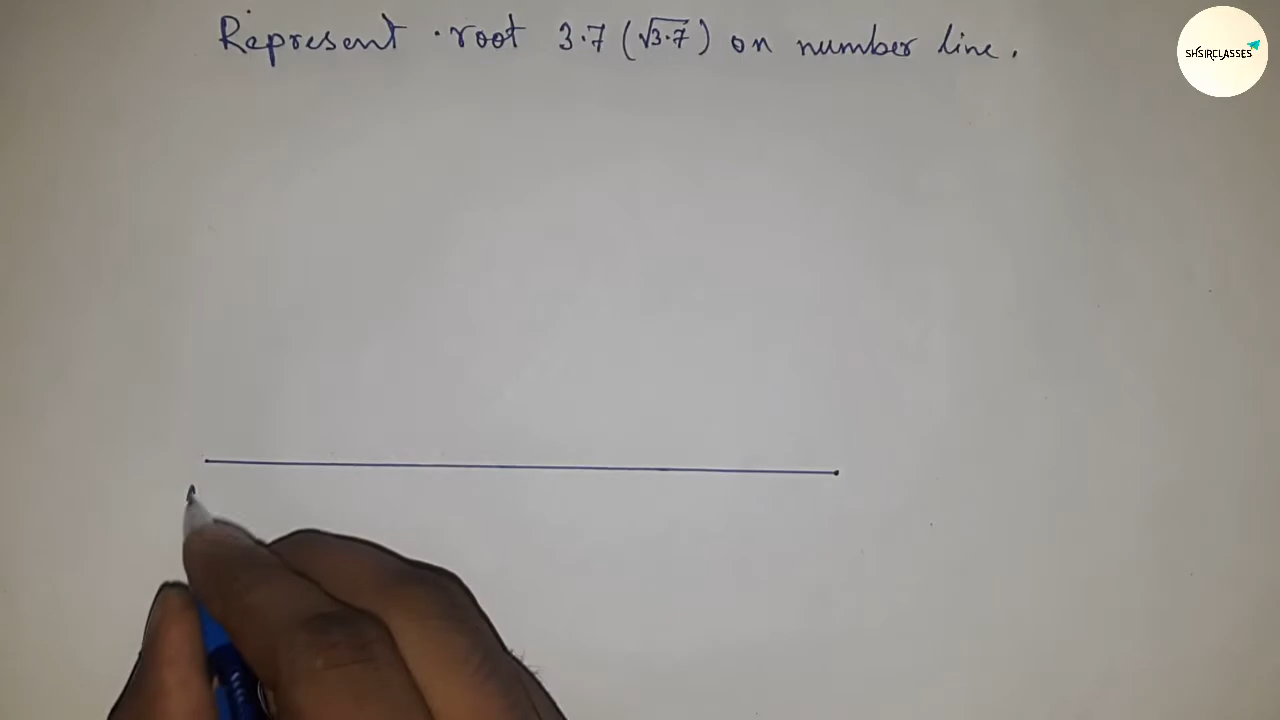 Represent root 3.7 (√3.7) on number line.
SHSIRCLASSES